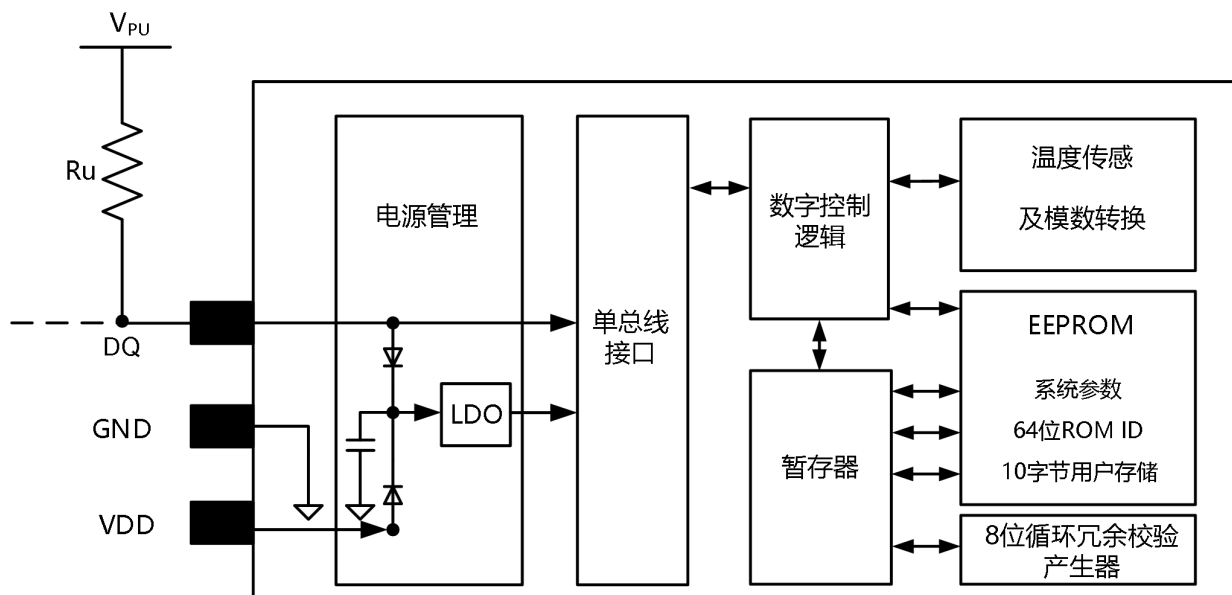 VPU
Ru
DQ
GND
VDD
电源管理
LDO
单总线
接口
数字控制
逻辑
暂存器
温度传感
及模数转换
EEPROM
系统参数
64位ROM ID
10字节用户存储
8位循环冗余校验
产生器